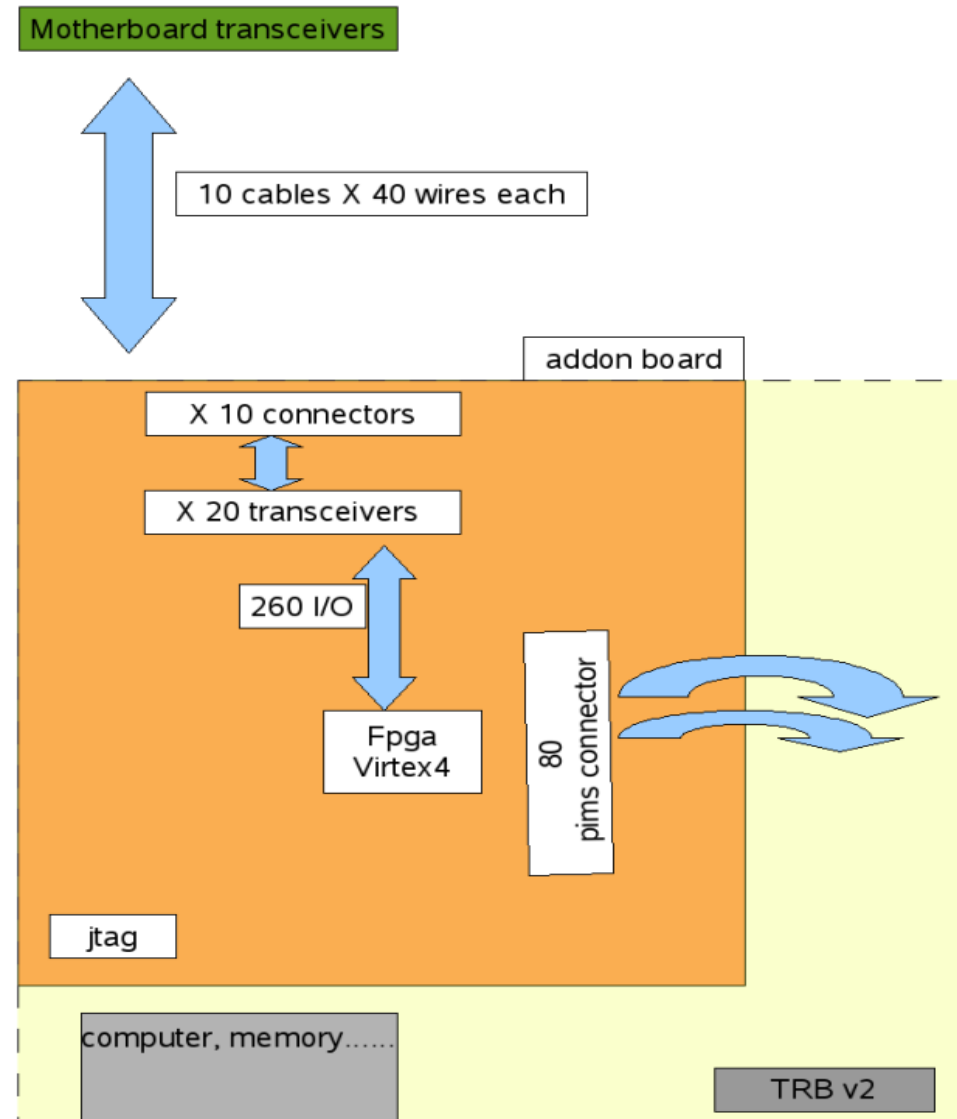 Motherboard transceivers
10 cables X 40 wires each
addon board
X 10 connectors
X 20 transceivers
260 I/O
Fpga
Virtex4
80
pims connector
jtag
computer, memory......
TRB v2